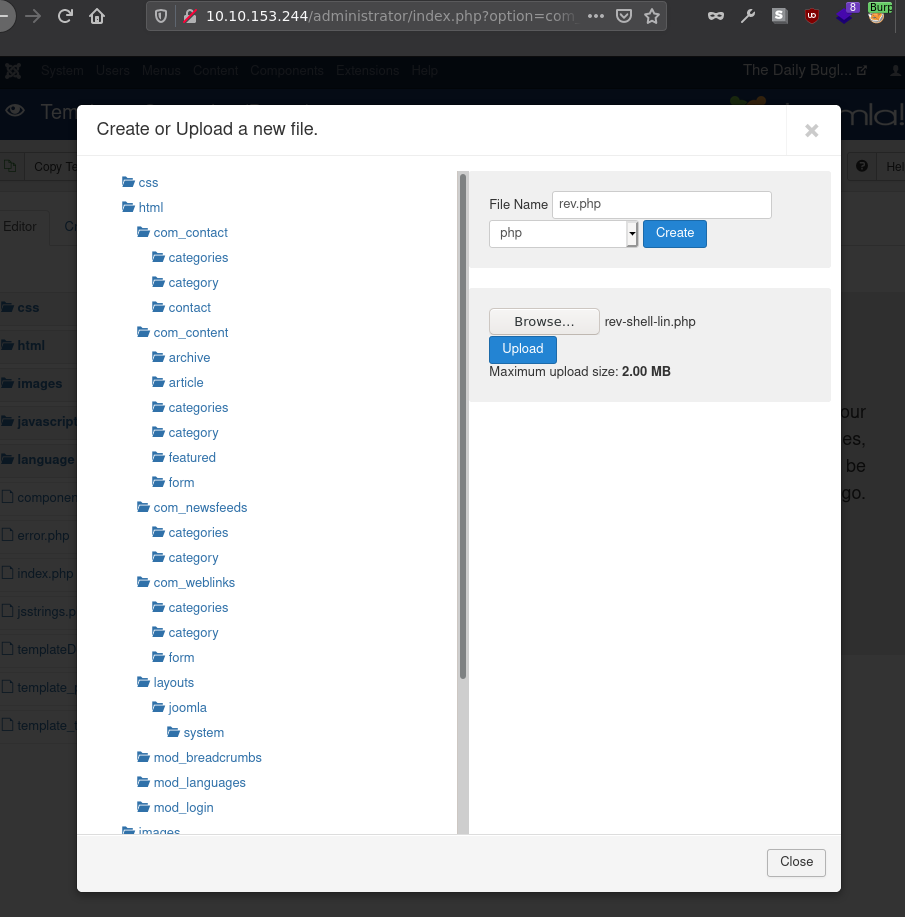 10.10.153.244/administrator/index.php?option=com_
8
Burp
System Users Menus Content Components Extensions Help
The Daily Bugl...
Create or Upload a new file.
Copy Te
Hel
Editor
css
html
images
javascript
language
componen
error.php
index.php
jsstrings.p
templateD
template_p
template_
our
es,
be
go.
css
html
com_contact
categories
category
contact
com_content
archive
article
categories
category
featured
form
com_newsfeeds
categories
category
com_weblinks
categories
category
form
layouts
joomla
system
mod_breadcrumbs
mod_languages
mod_login
images
File Name rev.php
php Create
Browse... rev-shell-lin.php
Upload
Maximum upload size: 2.00 MB
Close